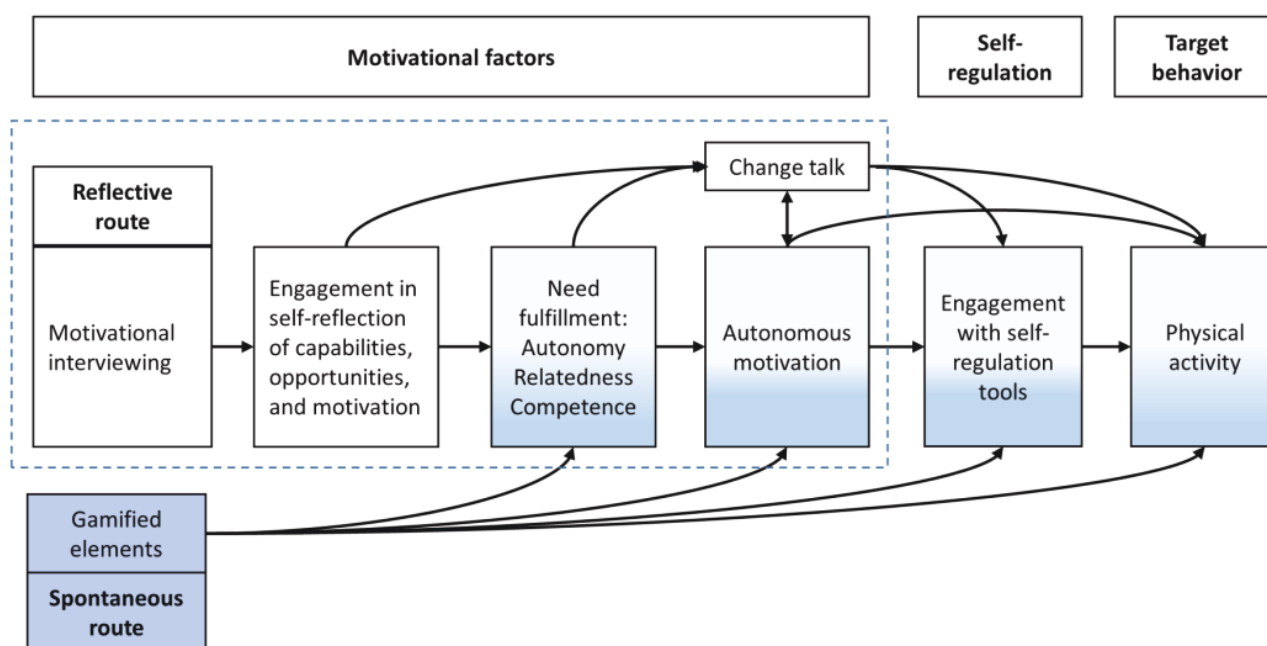 Motivational factors
Self-
regulation
Target
behavior
Change talk
Reflective
route
Motivational
interviewing
Engagement in
self-reflection
of capabilities,
opportunities,
and motivation
Need
fulfillment:
Autonomy
Relatedness
Competence
Autonomous
motivation
Engagement
with self-
regulation
tools
Physical
activity
Gamified
elements
Spontaneous
route